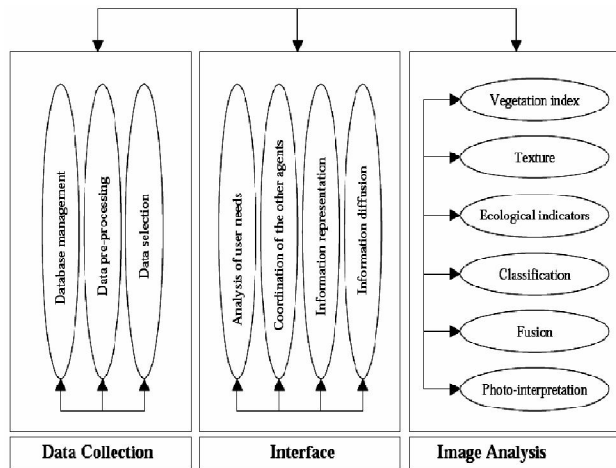 Database management
Data pre-processing
Data selection
Analysis of user needs
Coordination of the other agents
Information representation
Information diffusion
Vegetation index
Texture
Ecological indicators
Classification
Fusion
Photo-interpretation
Data Collection
Interface
Image Analysis